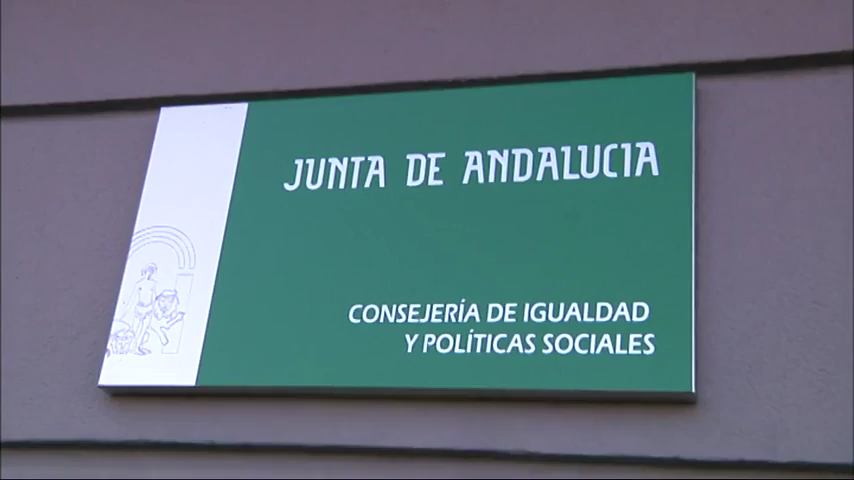 JUNTA DE ANDALUCIA
CONSEJERÍA DE IGUALDAD
Y POLÍTICAS SOCIALES